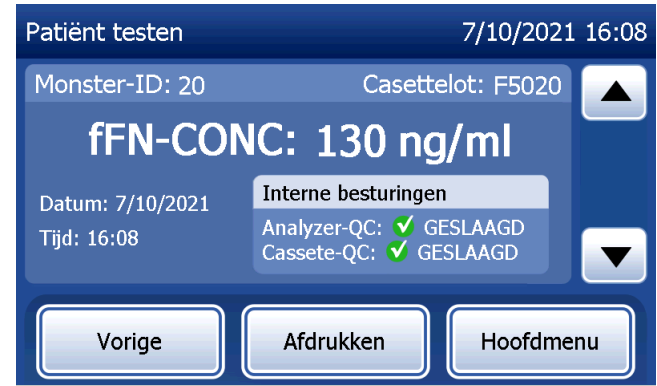 Patiënt testen 7/10/2021 16:08
Monster-ID: 20 Casettelot: F5020
fFN-CONC: 130 ng/ml
Datum: 7/10/2021
Tijd: 16:08
Interne besturingen
Analyzer-QC: GESLAAGD
Cassete-QC: GESLAAGD
Vorige Afdrukken Hoofdmenu